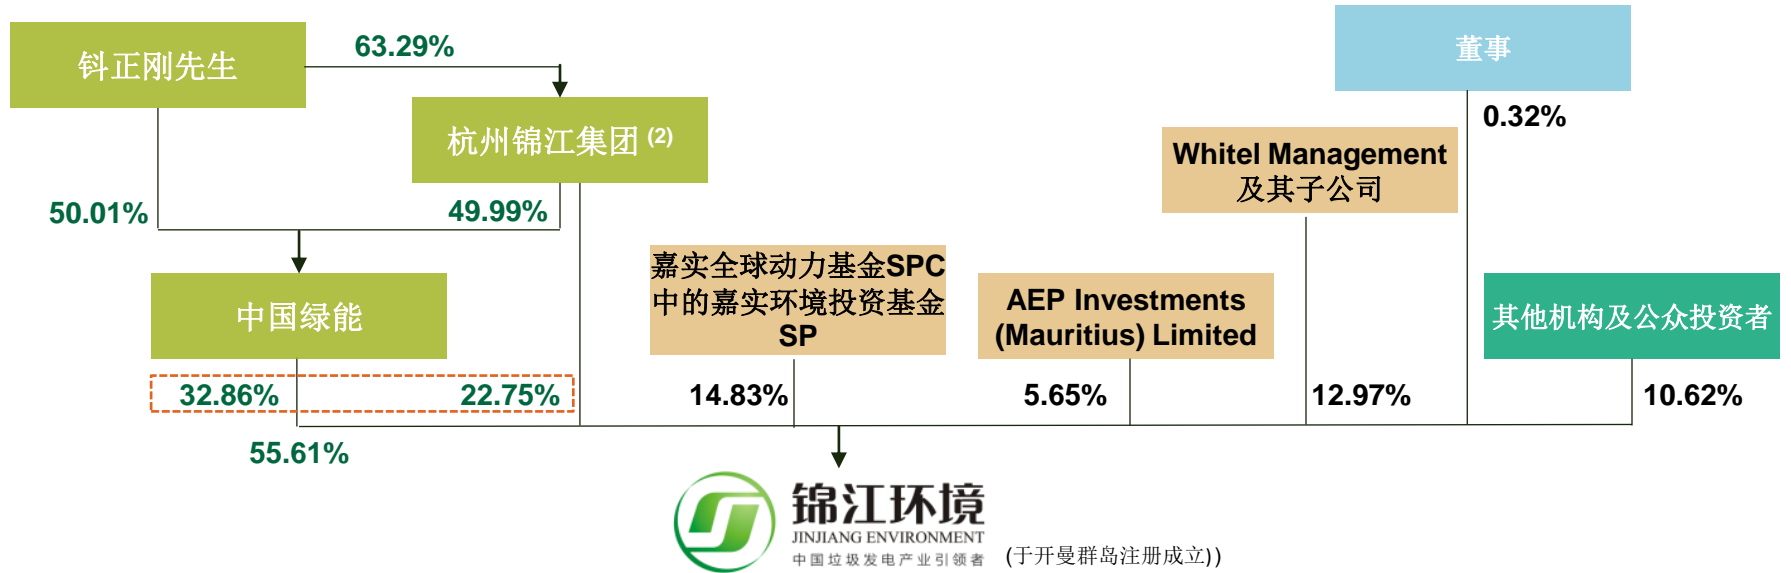 钭正刚先生
63.29%
董事
杭州锦江集团 (2)
0.32%
Whitel Management
及其子公司
50.01%
49.99%
中国绿能
嘉实全球动力基金SPC
中的嘉实环境投资基金
SP
AEP Investments
(Mauritius) Limited
其他机构及公众投资者
32.86%
22.75%
14.83%
5.65%
12.97%
10.62%
55.61%
锦江环境
JINJIANG ENVIRONMENT
中国垃圾发电产业引领者
(于开曼群岛注册成立))